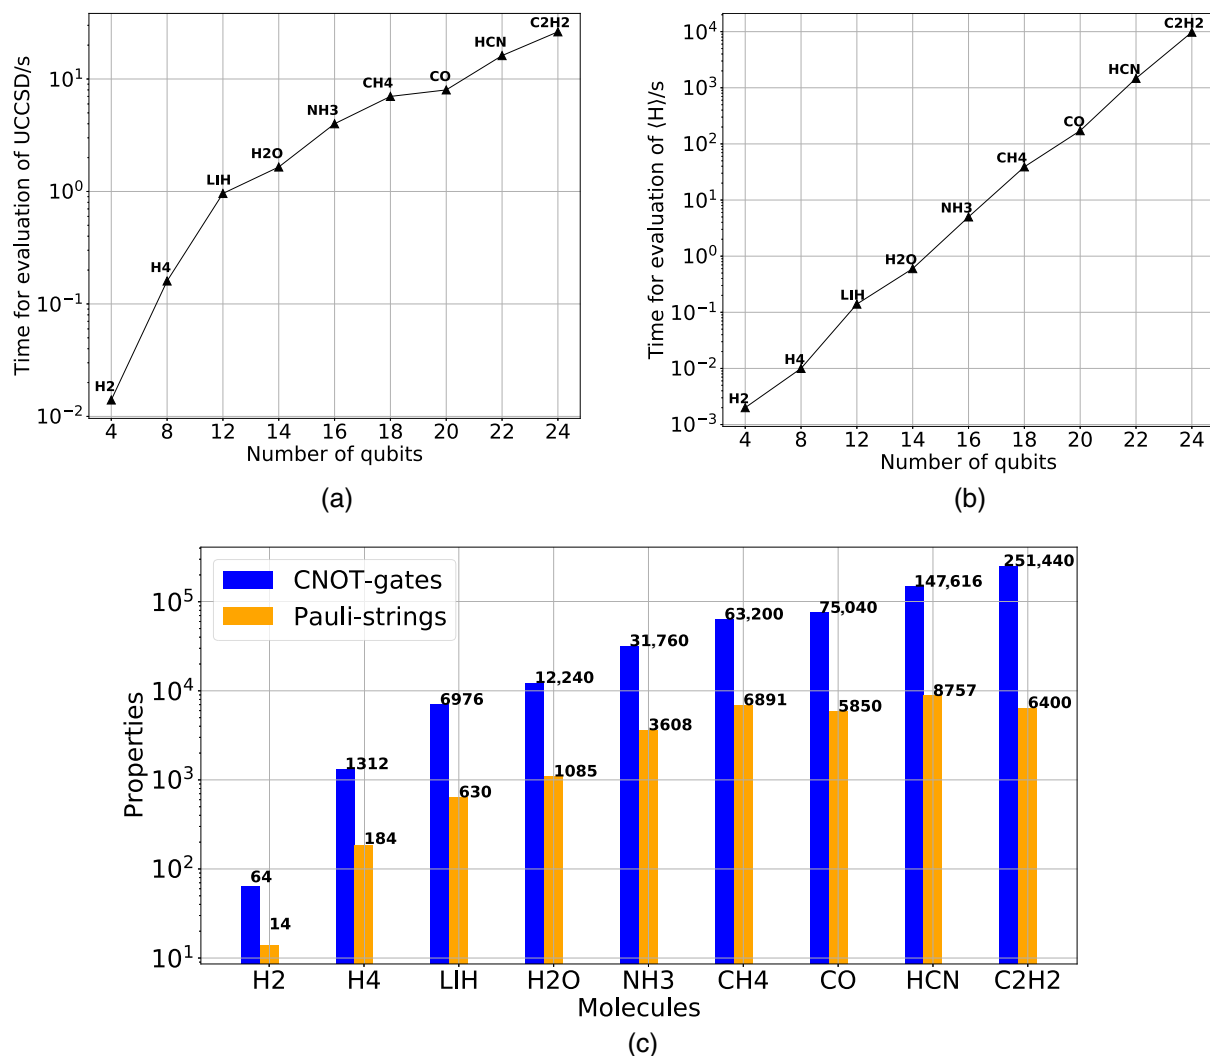 Time for evaluation of UCCSD/s
10^1
10^0
10^−1
10^−2
H2
H4
LIH
H2O
NH3
CH4
CO
HCN
C2H2
4 8 12 14 16 18 20 22 24
Number of qubits
(a)
Time for evaluation of ⟨H⟩/s
10^4
10^3
10^2
10^1
10^0
10^−1
10^−2
10^−3
H2
H4
LIH
H2O
NH3
CH4
CO
HCN
C2H2
4 8 12 14 16 18 20 22 24
Number of qubits
(b)
CNOT-gates
Pauli-strings
Properties
10^5
10^4
10^3
10^2
10^1
64
14
1312
184
6976
630
12,240
1085
31,760
3608
63,200
6891
75,040
5850
147,616
8757
251,440
6400
H2 H4 LIH H2O NH3 CH4 CO HCN C2H2
Molecules
(c)